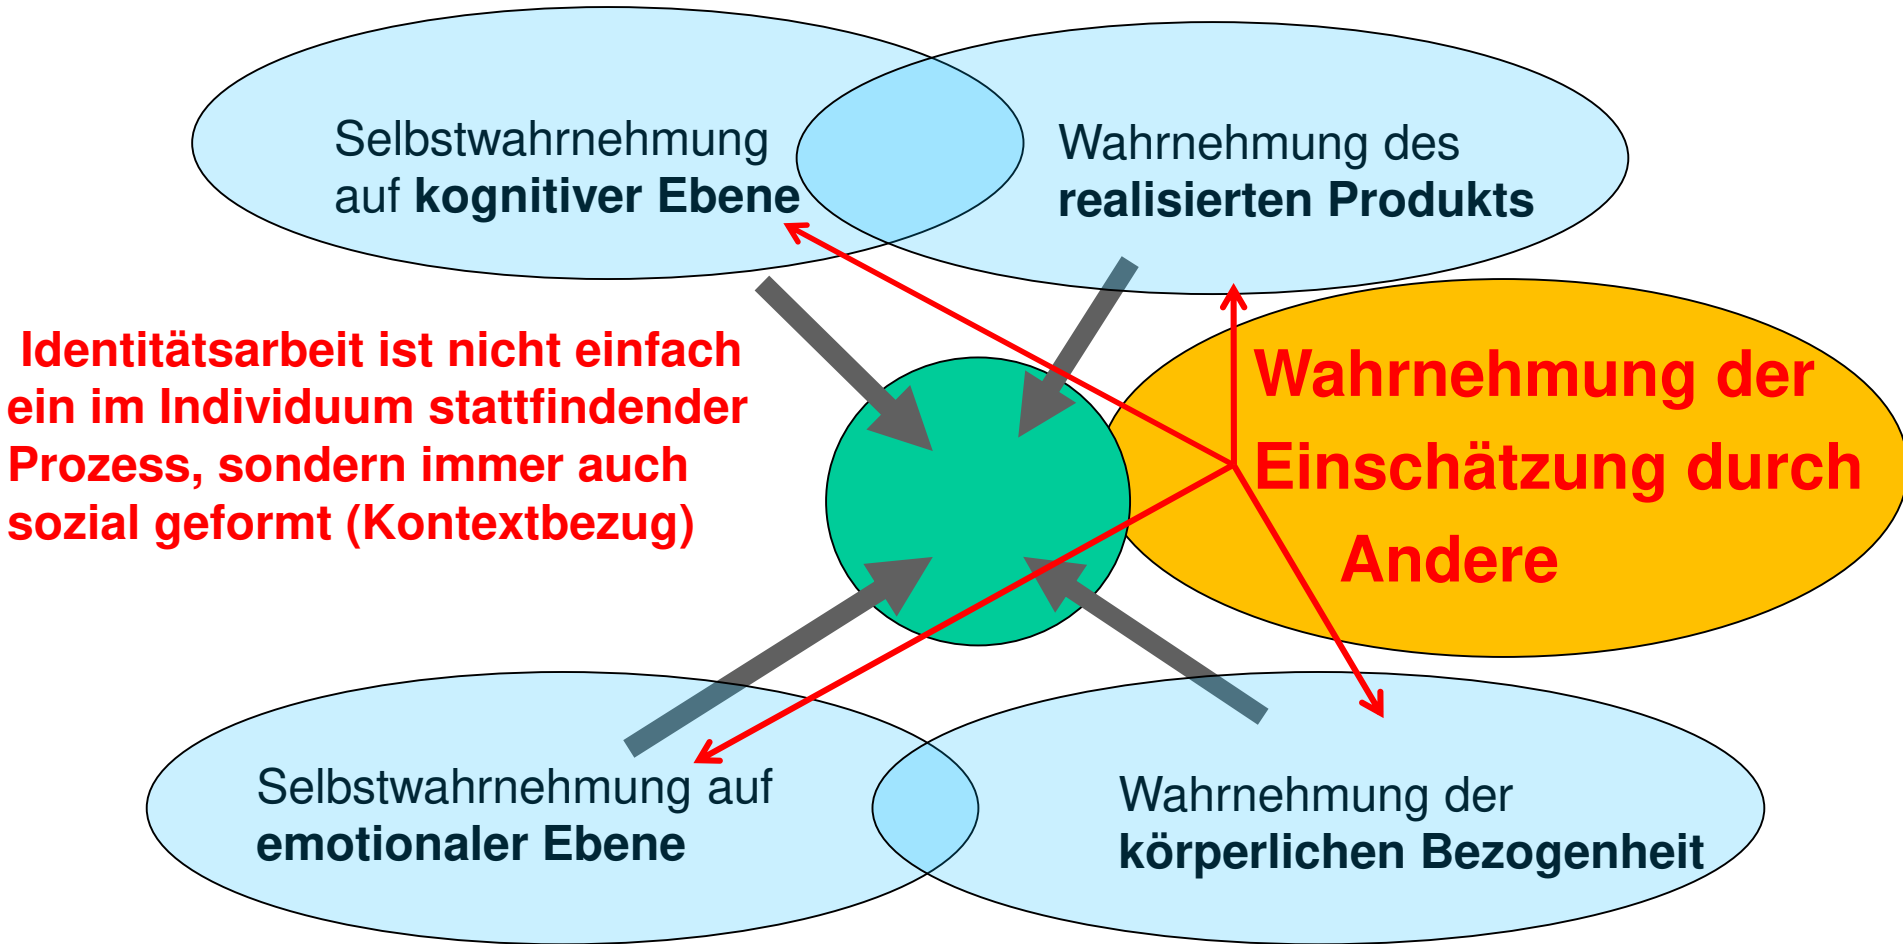 Selbstwahrnehmung
auf kognitiver Ebene
Wahrnehmung des
realisierten Produkts
Identitätsarbeit ist nicht einfach
ein im Individuum stattfindender
Prozess, sondern immer auch
sozial geformt (Kontextbezug)
Wahrnehmung der
Einschätzung durch
Andere
Selbstwahrnehmung auf
emotionaler Ebene
Wahrnehmung der
körperlichen Bezogenheit